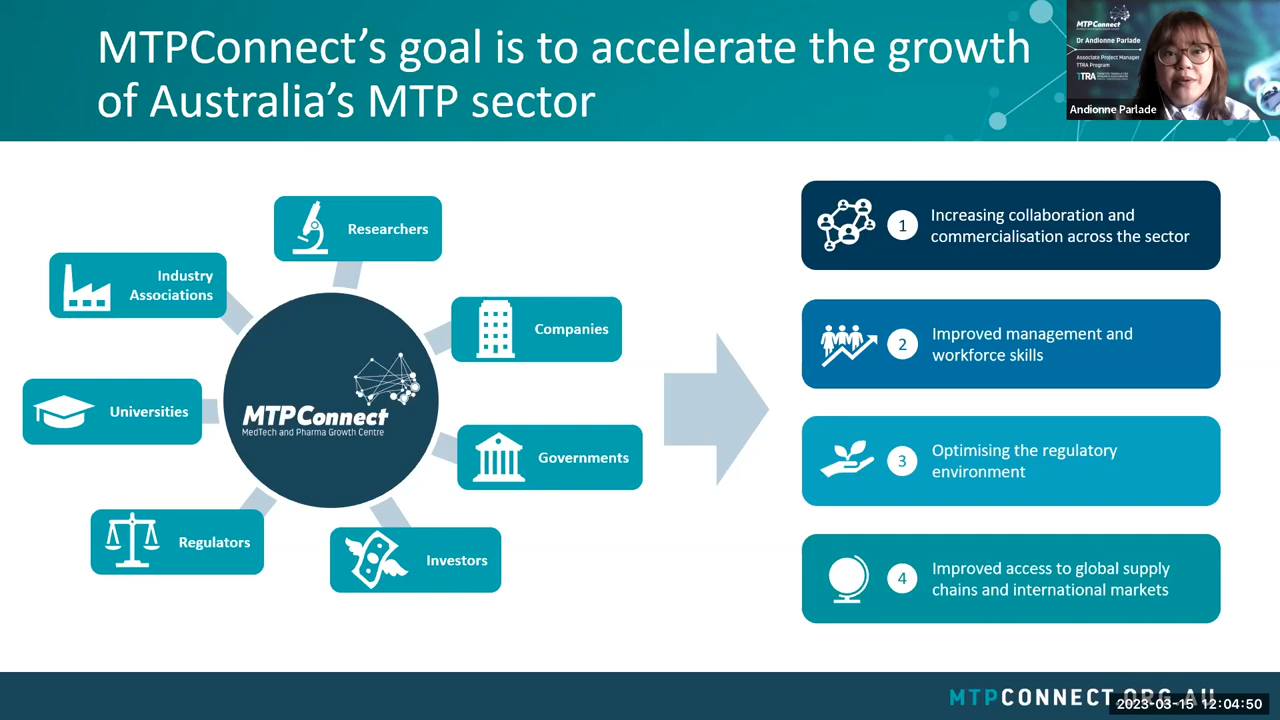 MTPConnect's goal is to accelerate the growth
of Australia's MTP sector
MTPConnect
Dr Andionne Parlade
Associate Project Manager
TTRA Program
TTRA
Andionne Parlade
Researchers
Industry
Associations
Companies
Universities
MTPConnect
MedTech and Pharma Growth Centre
Governments
Regulators
Investors
1
Increasing collaboration and
commercialisation across the sector
2
Improved management and
workforce skills
3
Optimising the regulatory
environment
4
Improved access to global supply
chains and international markets
MTPCONNECT.ORG.AU
2023-03-15 12:04:50